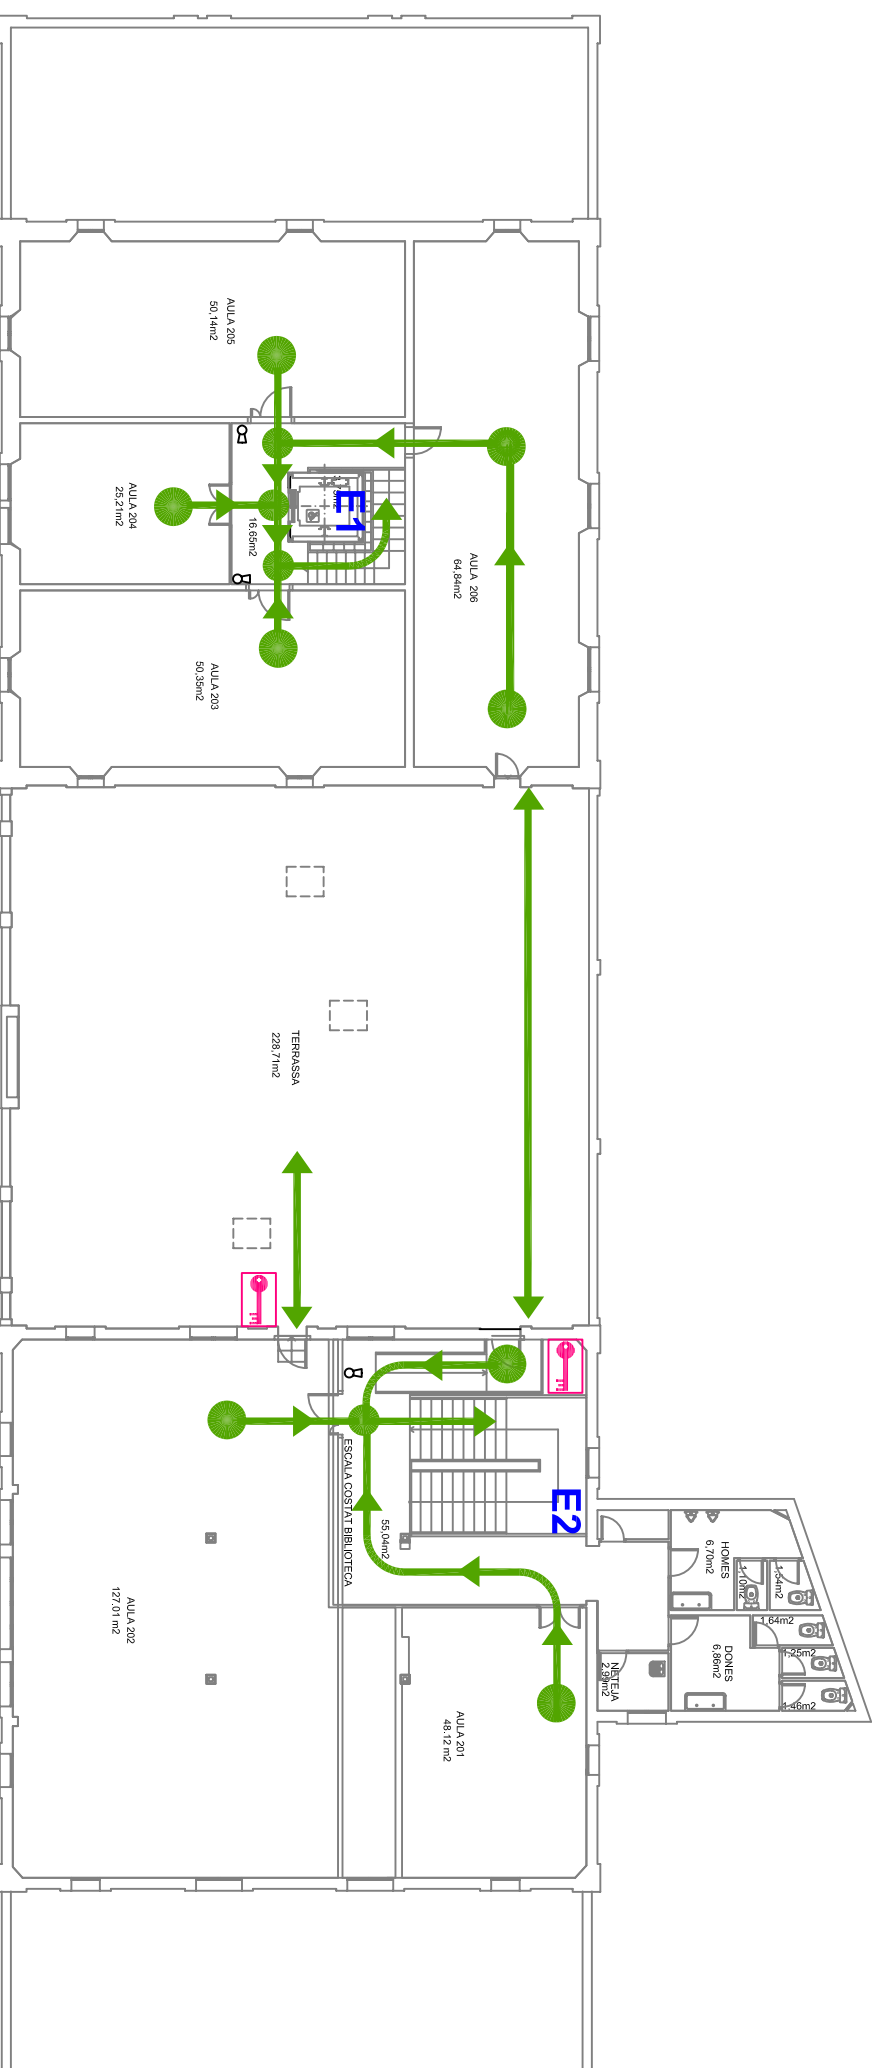 AULA 205
50,14m2
AULA 204
25,21m2
E1
16.65m2
AULA 206
64,84m2
AULA 203
50,35m2
TERRASSA
228,71m2
ESCALA COSTAT BIBLIOTECA
55,04m2
E2
HOMES
6,70m2
1,10m2
1,54m2
1,64m2
DONES
6,86m2
1,25m2
1,46m2
NETEJA
2,99m2
AULA 202
127.01 m2
AULA 201
48.12 m2